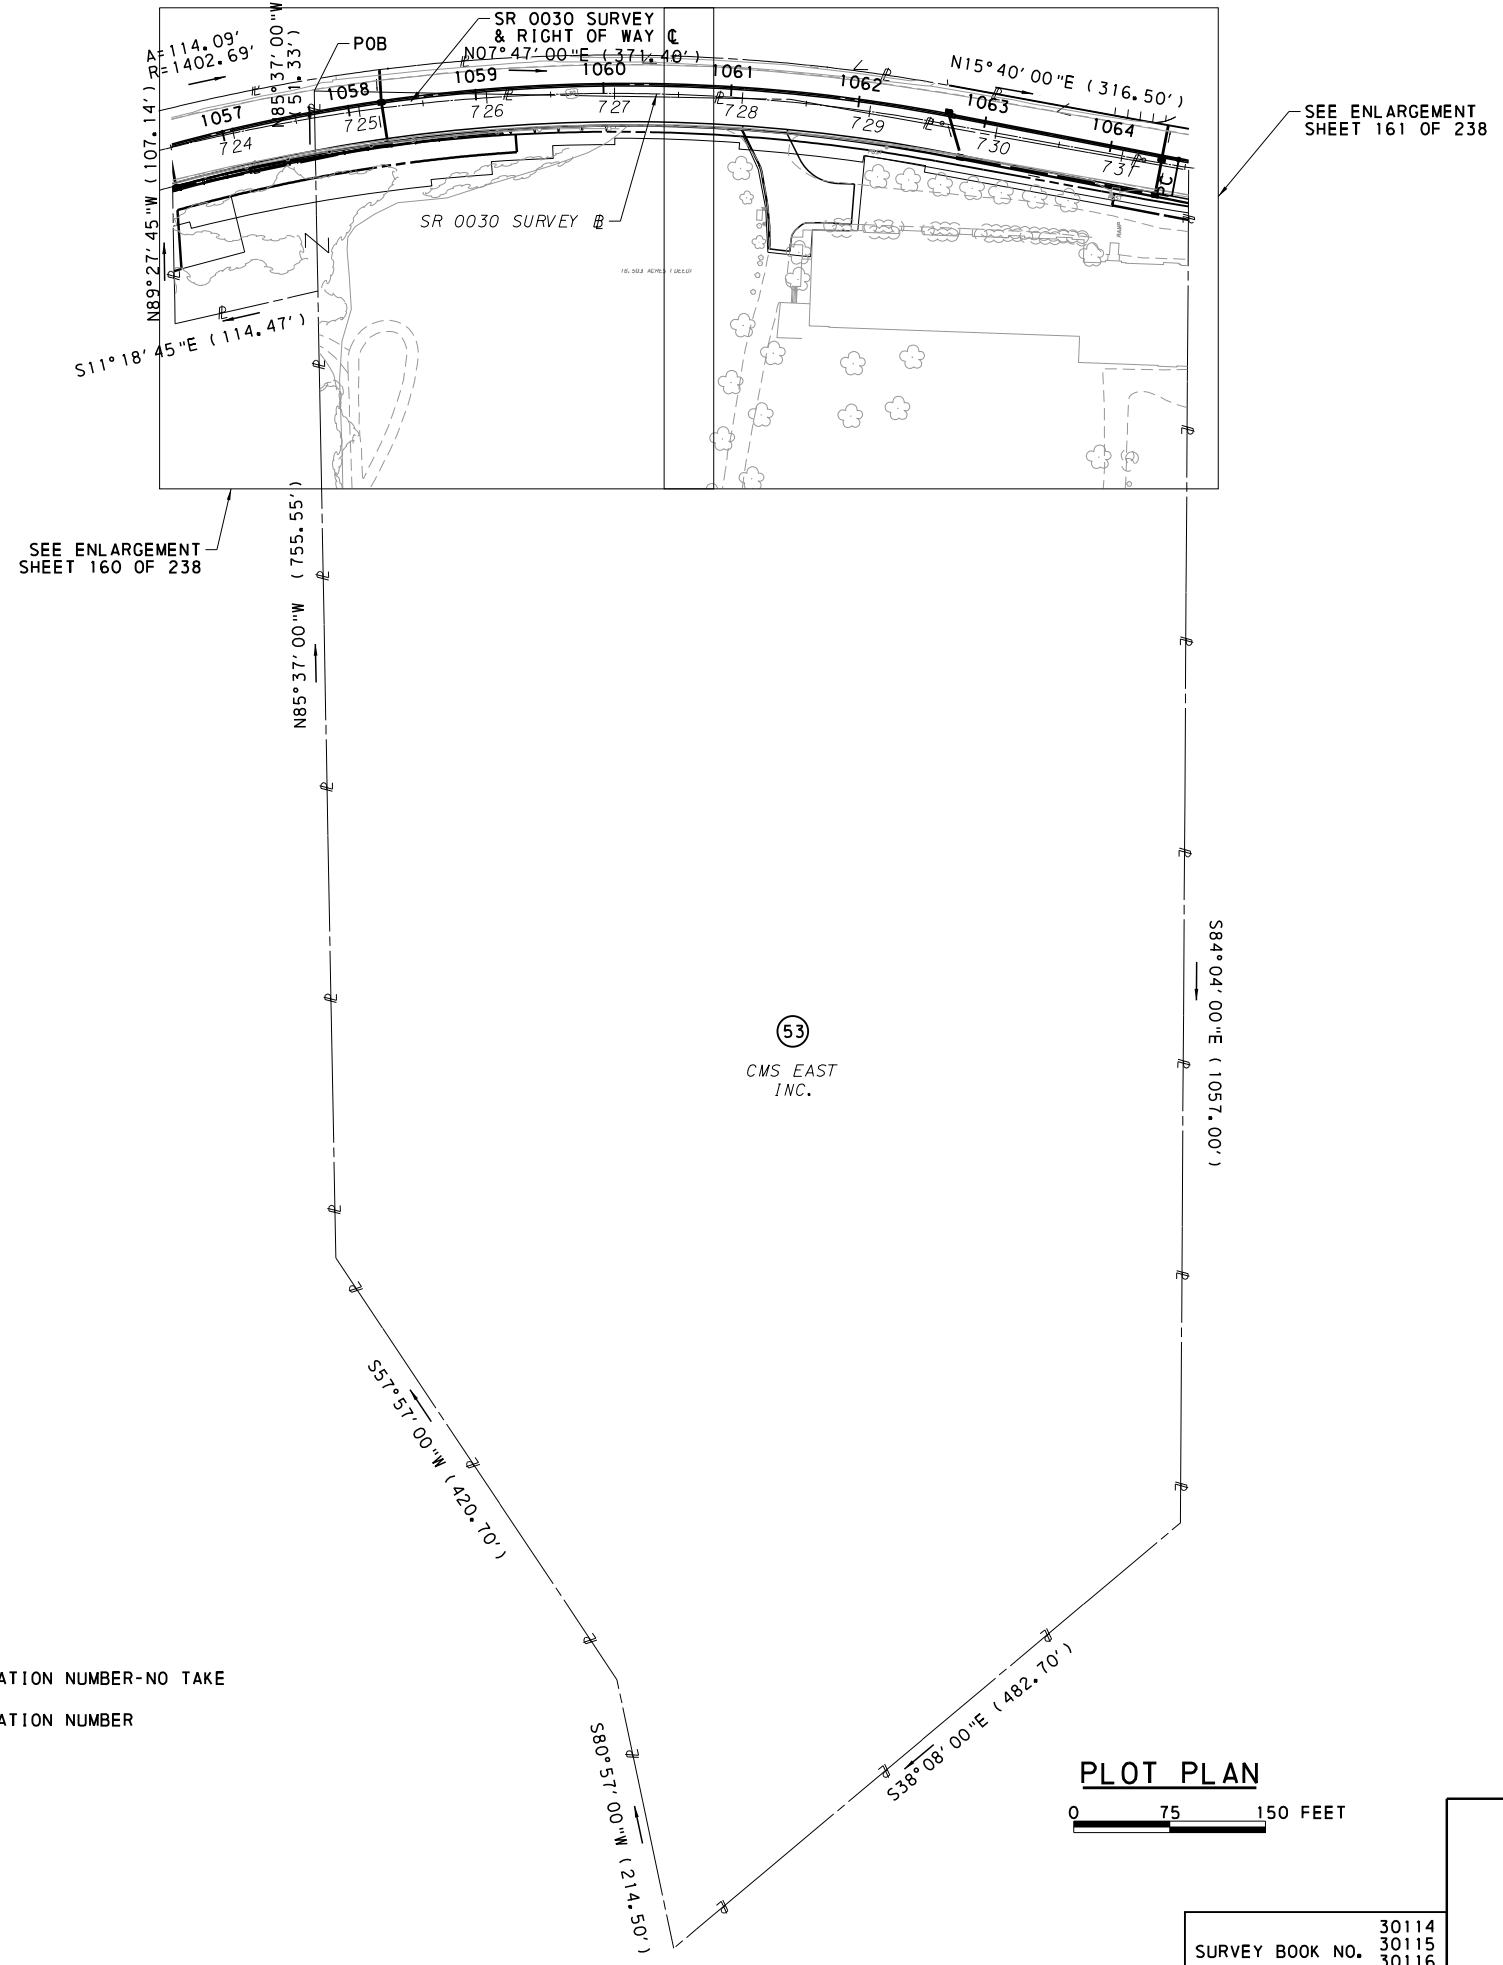 SR 0030 SURVEY
& RIGHT OF WAY ℄
N07°47'00"E (371.40')
A=114.09'
R=1402.69'
N85°37'00"W
(51.33')
POB
N15°40'00"E (316.50')
SEE ENLARGEMENT
SHEET 161 OF 238
1057
1058
1059
1060
1061
1062
1063
1064
724
725
726
727
728
729
730
731
PC
N89°27'45"W (107.14')
SR 0030 SURVEY
S11°18'45"E (114.47')
RAMP
SEE ENLARGEMENT
SHEET 160 OF 238
N85°37'00"W (755.55')
S84°04'00"E (1057.00')
53
CMS EAST
INC.
S57°57'00"W (420.70')
ATION NUMBER-NO TAKE
ATION NUMBER
S80°57'00"W (214.50')
S38°08'00"E (482.70')
PLOT PLAN
0 75 150 FEET
30114
SURVEY BOOK NO. 30115
30116